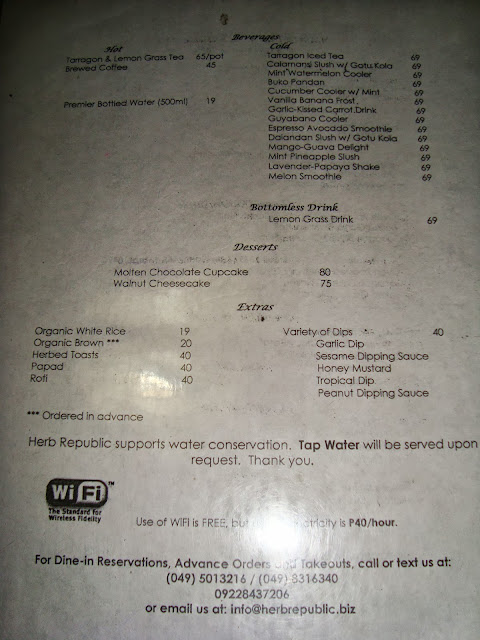 Beverages
Hot
Tarragon & Lemon Grass Tea 65/pot
Brewed Coffee 45
Premier Bottled Water (500ml) 19
Cold
Tarragon Iced Tea 69
Calamansi Slush w/ Gotu Kola 69
Mint Watermelon Cooler 69
Buko Pandan 69
Cucumber Cooler w/ Mint 69
Vanilla Banana Frost 69
Garlic-Kissed Carrot Drink 69
Guyabano Cooler 69
Espresso Avocado Smoothie 69
Dalandan Slush w/ Gotu Kola 69
Mango-Guava Delight 69
Mint Pineapple Slush 69
Lavender-Papaya Shake 69
Melon Smoothie 69
Bottomless Drink
Lemon Grass Drink 69
Desserts
Molten Chocolate Cupcake 80
Walnut Cheesecake 75
Extras
Organic White Rice 19
Organic Brown *** 20
Herbed Toasts 40
Papad 40
Roti 40
Variety of Dips 40
Garlic Dip
Sesame Dipping Sauce
Honey Mustard
Tropical Dip
Peanut Dipping Sauce
*** Ordered in advance
Herb Republic supports water conservation. Tap Water will be served upon
request. Thank you.
Wi Fi TM
The Standard for
Wireless Fidelity
Use of WIFI is FREE, but is P40/hour.
For Dine-in Reservations, Advance Orders and Takeouts, call or text us at:
(049) 5013216 / (049) 8316340
09228437206
or email us at: info@herbrepublic.biz